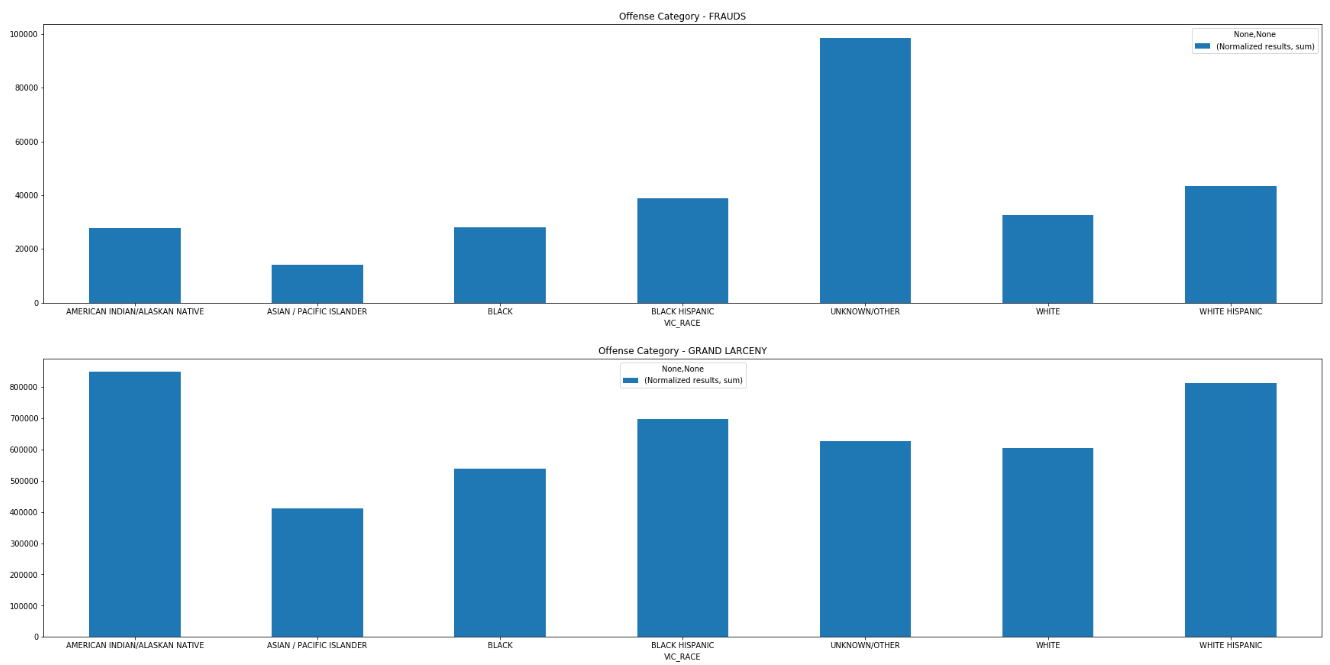 Offense Category - FRAUDS
100000
80000
60000
40000
20000
0
None,None
(Normalized results, sum)
AMERICAN INDIAN/ALASKAN NATIVE ASIAN / PACIFIC ISLANDER BLACK BLACK HISPANIC UNKNOWN/OTHER WHITE WHITE HISPANIC
VIC_RACE
Offense Category - GRAND LARCENY
800000
700000
600000
500000
400000
300000
200000
100000
0
None,None
(Normalized results, sum)
AMERICAN INDIAN/ALASKAN NATIVE ASIAN / PACIFIC ISLANDER BLACK BLACK HISPANIC UNKNOWN/OTHER WHITE WHITE HISPANIC
VIC_RACE